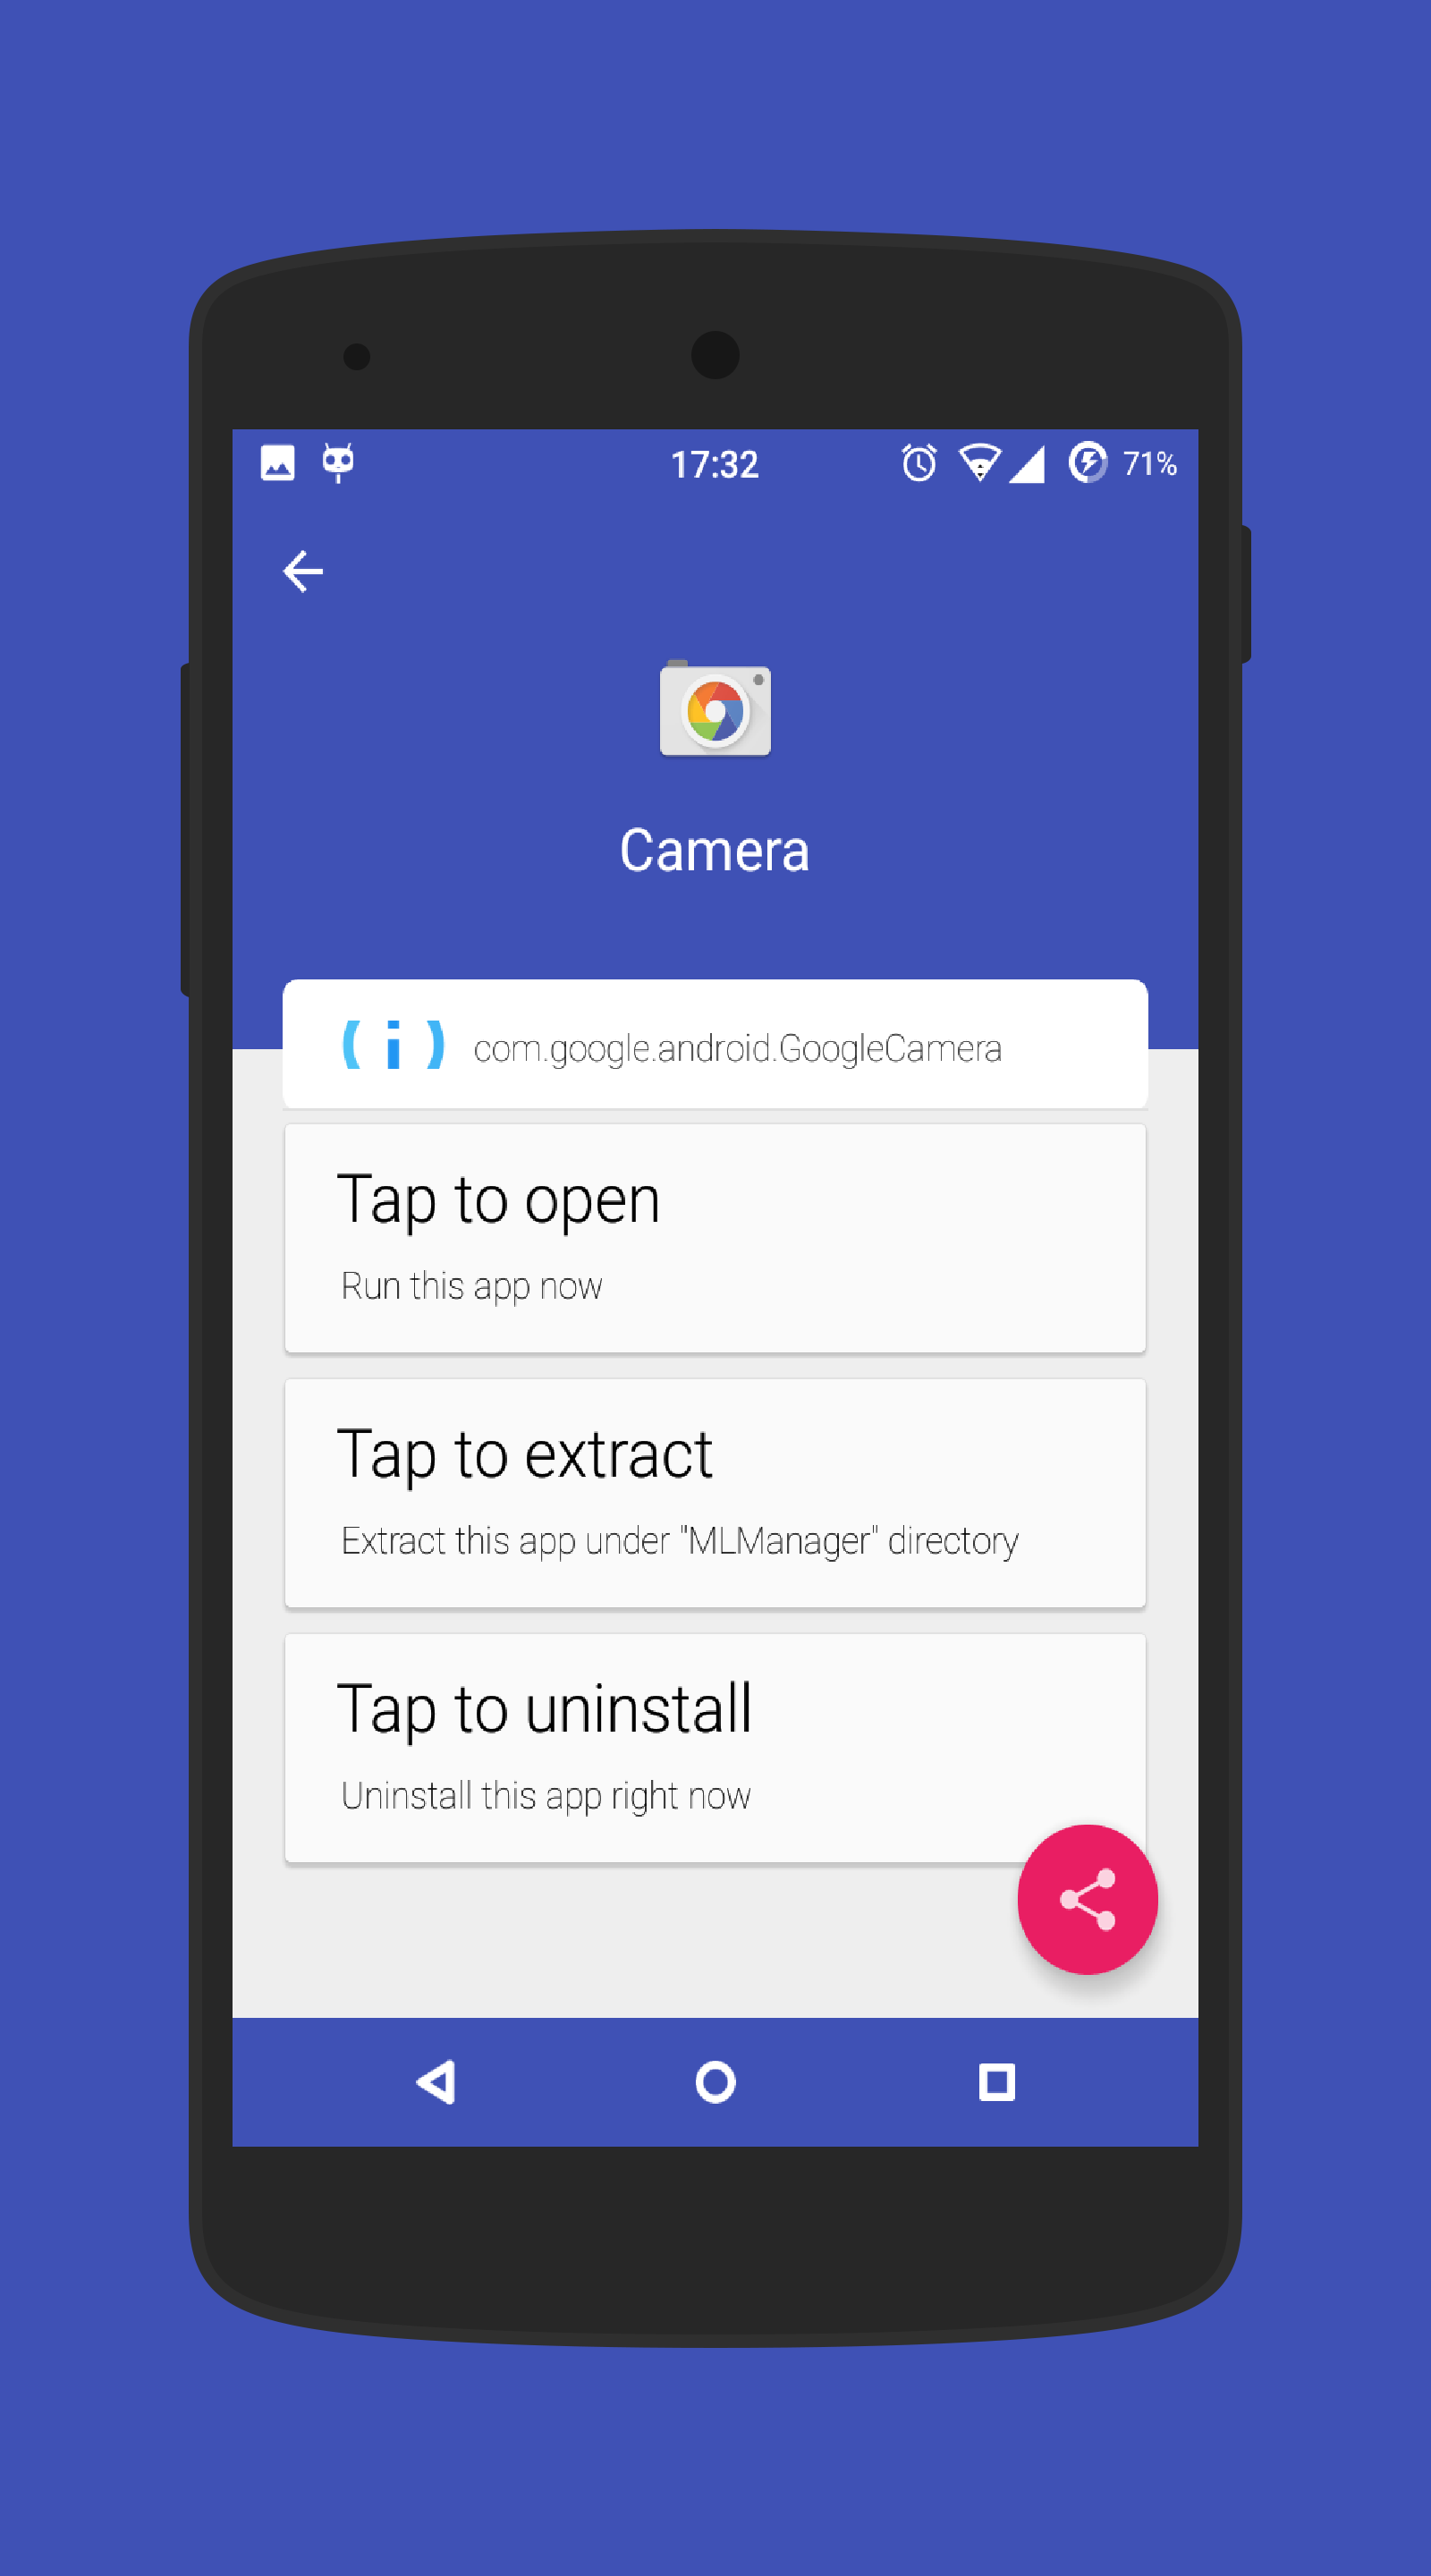 17:32 71%
Camera
( i ) com.google.android.GoogleCamera
Tap to open
Run this app now
Tap to extract
Extract this app under "MLManager" directory
Tap to uninstall
Uninstall this app right now